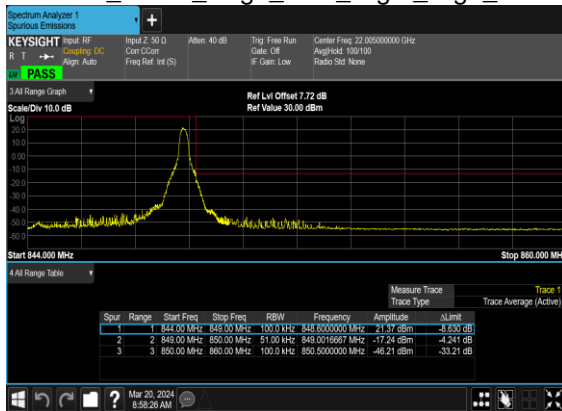 Spectrum Analyzer 1
Spurious Emissions
KEYSIGHT Input: RF Input Z: 50 Ω Atten: 40 dB Trig: Free Run Center Freq: 22.005000000 GHz
R T Coupling: DC Corr CCorr Gate: Off Avg|Hold: 100/100
Align: Auto Freq Ref: Int (S) IF Gain: Low Radio Std: None
PASS
3 All Range Graph
Ref Lvl Offset 7.72 dB
Scale/Div 10.0 dB Ref Value 30.00 dBm
Log
20.0
10.0
0.00
-10.0
-20.0
-30.0
-40.0
-50.0
-60.0
Start 844.000 MHz Stop 860.000 MH
4 All Range Table
Measure Trace Trace 1
Trace Type Trace Average (Active)
Spur Range Start Freq Stop Freq RBW Frequency Amplitude ΔLimit
1 1 844.00 MHz 849.00 MHz 100.0 kHz 848.6000000 MHz 21.37 dBm -8.630 dB
2 2 849.00 MHz 850.00 MHz 51.00 kHz 849.0016667 MHz -17.24 dBm -4.241 dB
3 3 850.00 MHz 860.00 MHz 100.0 kHz 850.5000000 MHz -46.21 dBm -33.21 dB
? Mar 20, 2024
8:58:26 AM